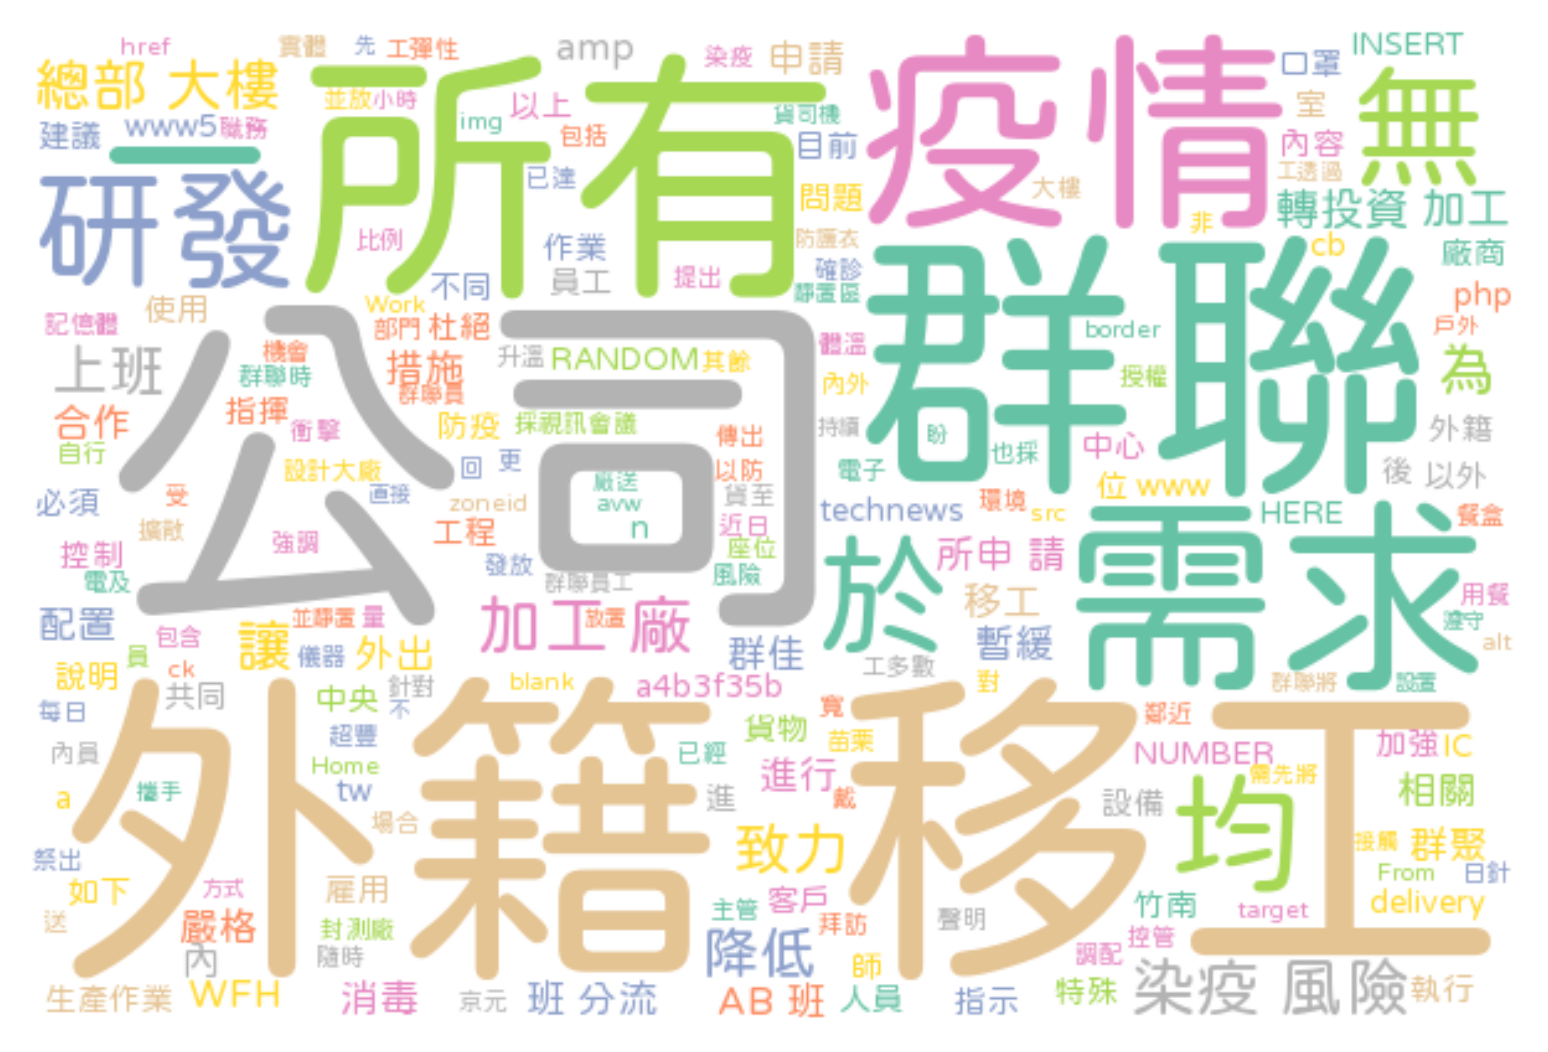 href 實體 先 工彈性 amp 染疫 申請 疫情 口罩 INSERT
總部 大樓 並放 小時 所有 以上 貨司機 室 無
建議 www5 職務 img 包括 目前 內容
一 研發 已達 問題 大樓 工透過
比例 作業 防護衣 非 轉投資 加工
不同 員工 提出 確診 群聯 cb 廠商
記憶體 使用 Work 靜置區 php
部門 杜絕 公司 體溫 border 戶外
上班 機會 升溫 RANDOM 其餘 為
群聯時 措施 群聯員 內外 授權
合作 指揮 衝擊 防疫 採視訊會議 傳出 持續 盼 外籍
自行 設計大廠 回 更 以防 電子 也採 中心 後 以外
必須 受 直接 廠送 貨至 位 www
擴散 zoneid avw technews 環境 src HERE 餐盒
控制 強調 工程 n 近日 所申 請 需求
電及 發放 群聯員工 座位 風險 於
配置 並靜置 量 加工 廠 放置 移工 用餐
包含 讓 儀器 外出 群佳 暫緩 遵守
說明 員 ck 工多數 alt
共同 中央 針對 blank a4b3f35b 對 群聯將 設置
每日 不 外籍移工 寬 鄰近
內員 超豐 貨物 苗栗 NUMBER 加強 IC
Home 已經 進行 需先將
a 攜手 tw 進 戴 設備 均 相關
場合 致力 接觸 群聚
祭出 From 日針
如下 方式 雇用 主管 客戶 竹南 target delivery
送 嚴格 封測廠 拜訪 聲明 控管
內 隨時 降低 師 調配
生產作業 WFH 消毒 京元 班 分流 AB 班 人員 指示 特殊 染疫 風險 執行